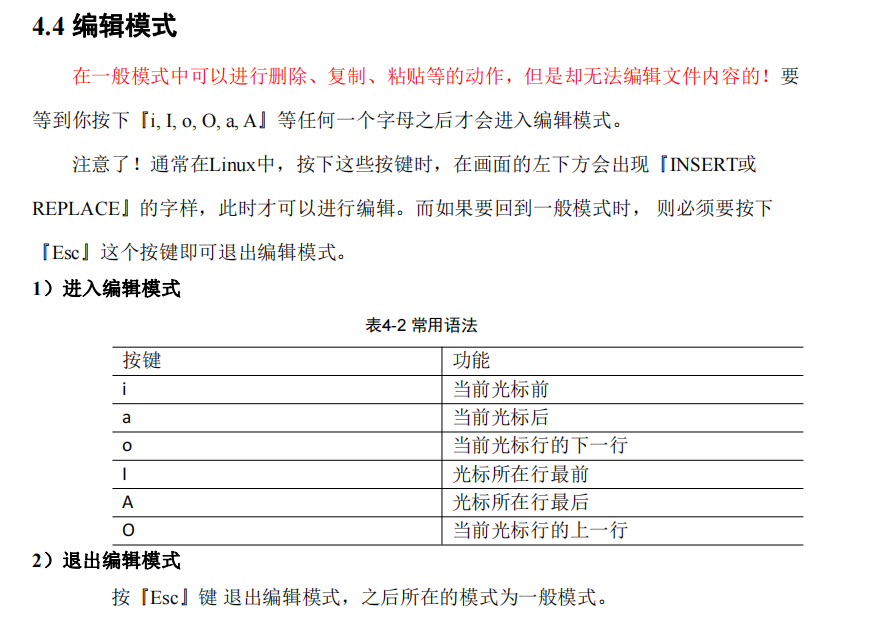 4.4 编辑模式
在一般模式中可以进行删除、复制、粘贴等的动作，但是却无法编辑文件内容的！要
等到你按下『i, I, o, O, a, A』等任何一个字母之后才会进入编辑模式。
注意了！通常在Linux中，按下这些按键时，在画面的左下方会出现『INSERT或
REPLACE』的字样，此时才可以进行编辑。而如果要回到一般模式时， 则必须要按下
『Esc』这个按键即可退出编辑模式。
1）进入编辑模式
表4-2 常用语法
按键 功能
i 当前光标前
a 当前光标后
o 当前光标行的下一行
I 光标所在行最前
A 光标所在行最后
O 当前光标行的上一行
2）退出编辑模式
按『Esc』键 退出编辑模式，之后所在的模式为一般模式。